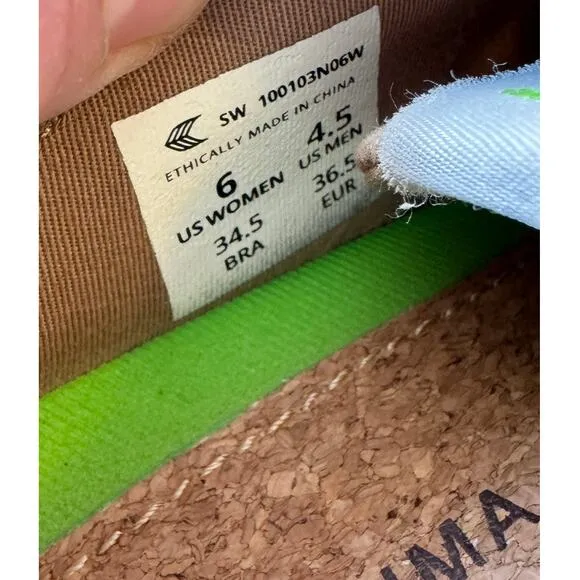 SW 100103N06W
ETHICALLY MADE IN CHINA
6 4.5
US WOMEN US MEN
34.5 36.5
BRA EUR